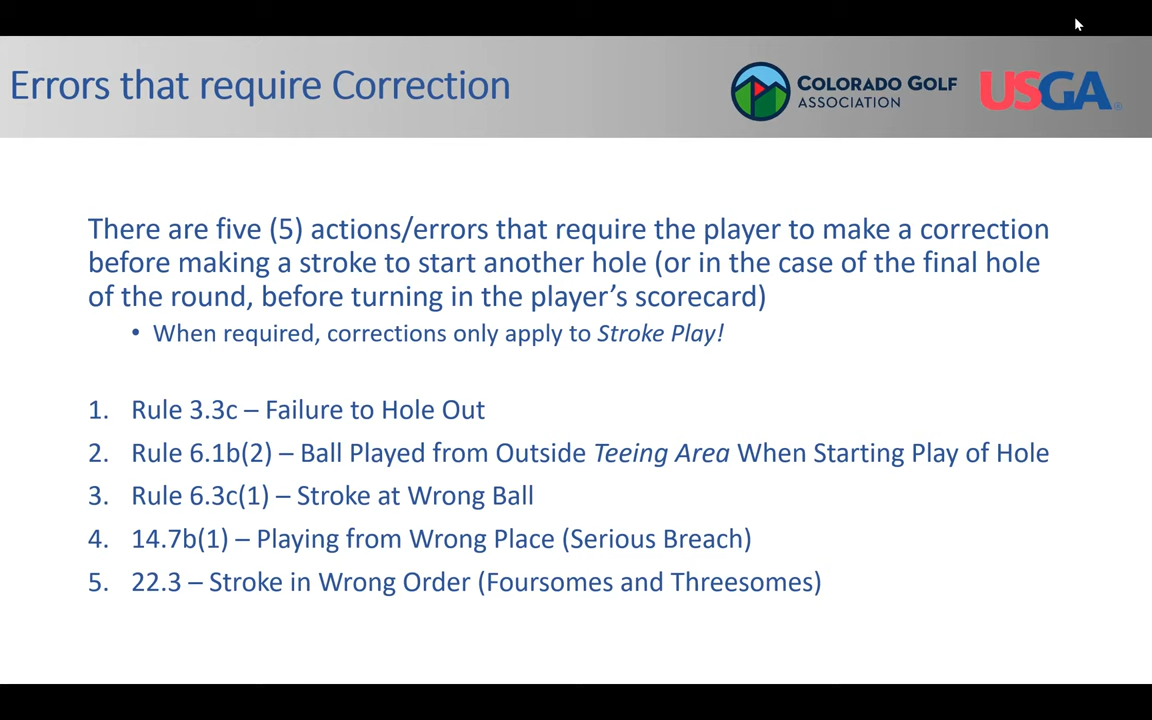 Errors that require Correction
COLORADO GOLF
ASSOCIATION
USGA®
There are five (5) actions/errors that require the player to make a correction
before making a stroke to start another hole (or in the case of the final hole
of the round, before turning in the player’s scorecard)
• When required, corrections only apply to Stroke Play!
1. Rule 3.3c – Failure to Hole Out
2. Rule 6.1b(2) – Ball Played from Outside Teeing Area When Starting Play of Hole
3. Rule 6.3c(1) – Stroke at Wrong Ball
4. 14.7b(1) – Playing from Wrong Place (Serious Breach)
5. 22.3 – Stroke in Wrong Order (Foursomes and Threesomes)